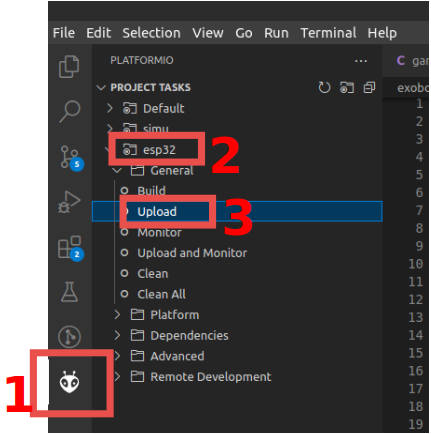 File Edit Selection View Go Run Terminal Help
PLATFORMIO ...
C gar
PROJECT TASKS
exobo
Default
simu
esp32
2
General
Build
Upload
3
Monitor
Upload and Monitor
Clean
Clean All
Platform
Dependencies
Advanced
Remote Development
5
2
1
1
2
3
4
5
6
7
8
9
10
11
12
13
14
15
16
17
18
19